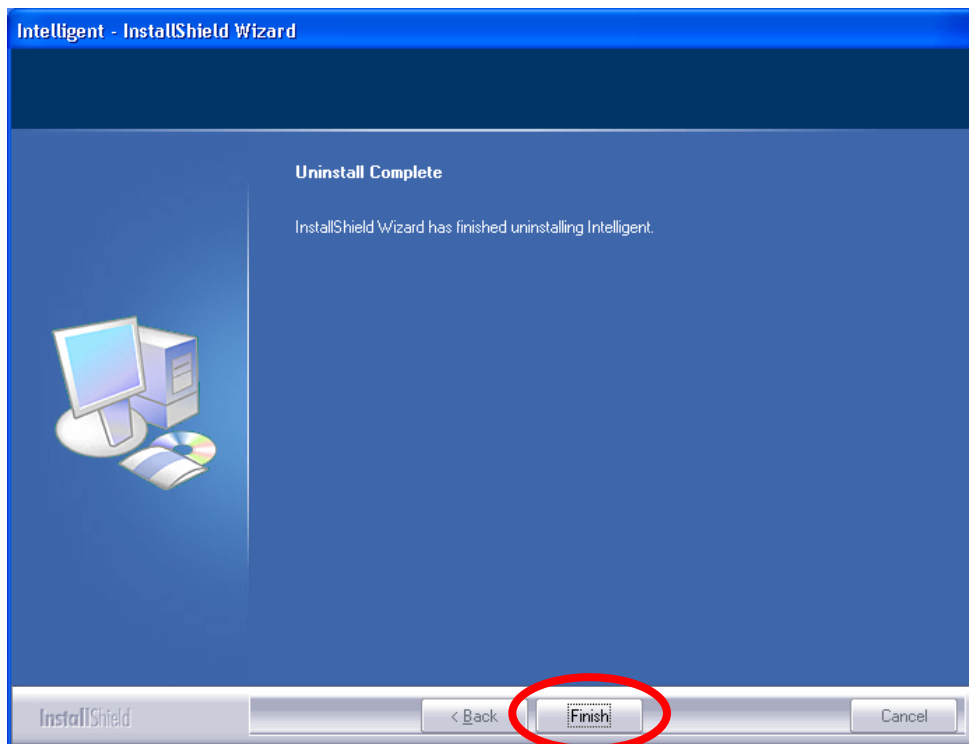 Intelligent - InstallShield Wizard
Uninstall Complete
InstallShield Wizard has finished uninstalling Intelligent.
InstallShield
< Back
Finish
Cancel